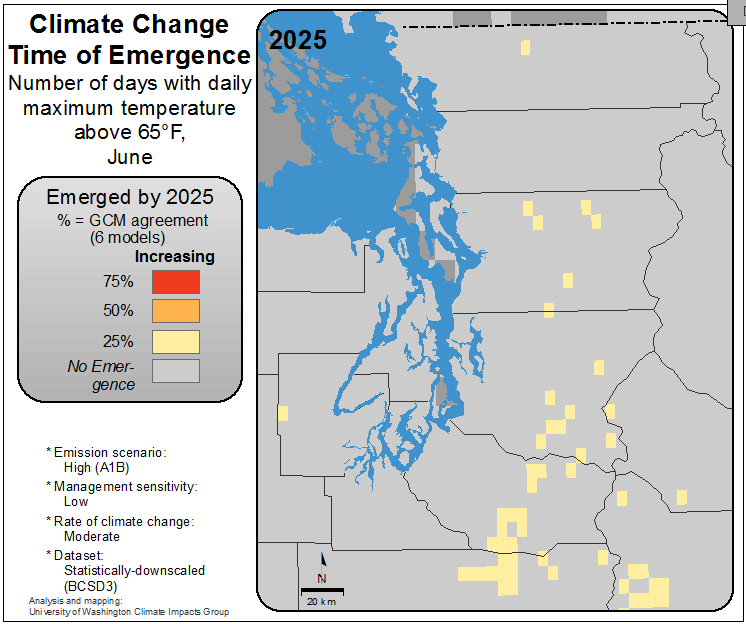 Climate Change
Time of Emergence
Number of days with daily
maximum temperature
above 65°F,
June
Emerged by 2025
% = GCM agreement
(6 models)
Increasing
75%
50%
25%
No Emer-
gence
* Emission scenario:
High (A1B)
* Management sensitivity:
Low
* Rate of climate change:
Moderate
* Dataset:
Statistically-downscaled
(BCSD3)
Analysis and mapping:
University of Washington Climate Impacts Group
2025
N
20 km